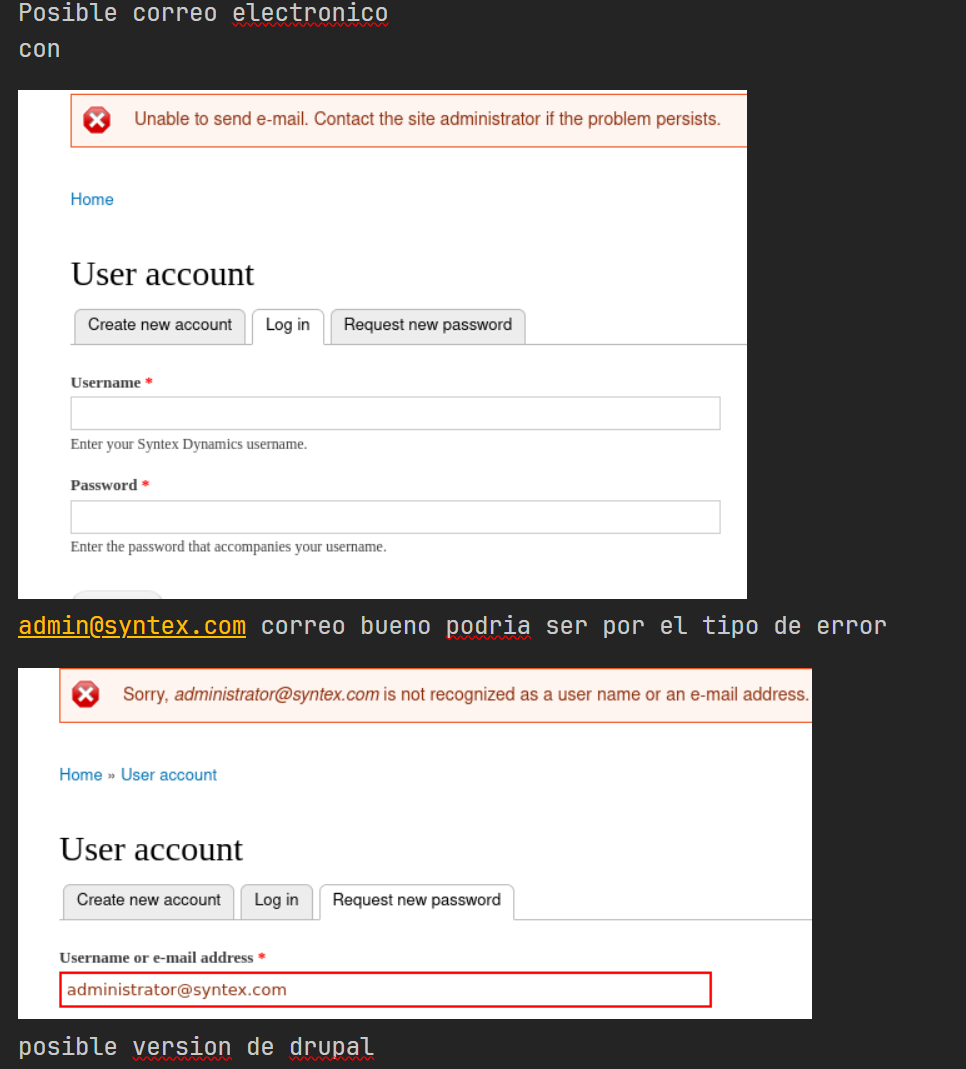 Posible correo electronico
con
Unable to send e-mail. Contact the site administrator if the problem persists.
Home
User account
Create new account
Log in
Request new password
Username *
Enter your Syntex Dynamics username.
Password *
Enter the password that accompanies your username.
admin@syntex.com correo bueno podria ser por el tipo de error
Sorry, administrator@syntex.com is not recognized as a user name or an e-mail address.
Home » User account
User account
Create new account
Log in
Request new password
Username or e-mail address *
administrator@syntex.com
posible version de drupal